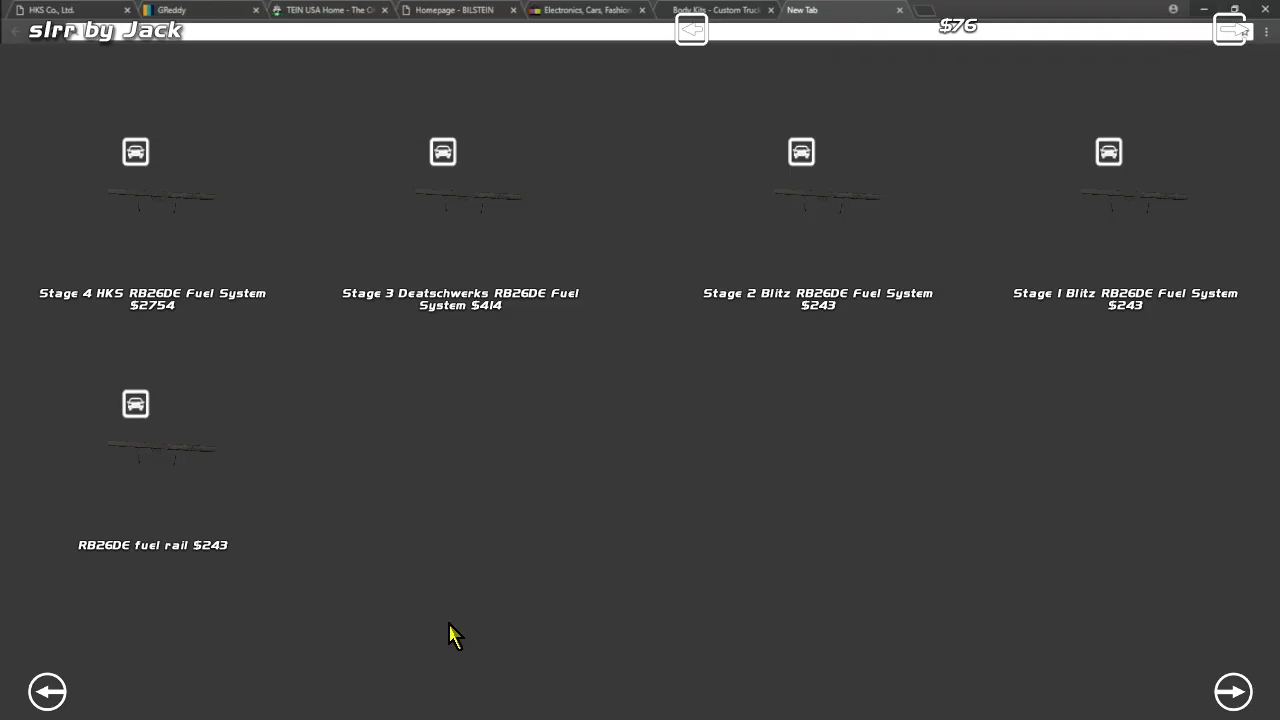 HKS Co., Ltd.
GReddy
TEIN USA Home - The O
Homepage - BILSTEIN
Electronics, Cars, Fashion
Body Kits - Custom Truck
New Tab
slrr by Jack
$76
Stage 4 HKS RB26DE Fuel System
$2754
Stage 3 Deatschwerks RB26DE Fuel
System $414
Stage 2 Blitz RB26DE Fuel System
$243
Stage 1 Blitz RB26DE Fuel System
$243
RB26DE fuel rail $243